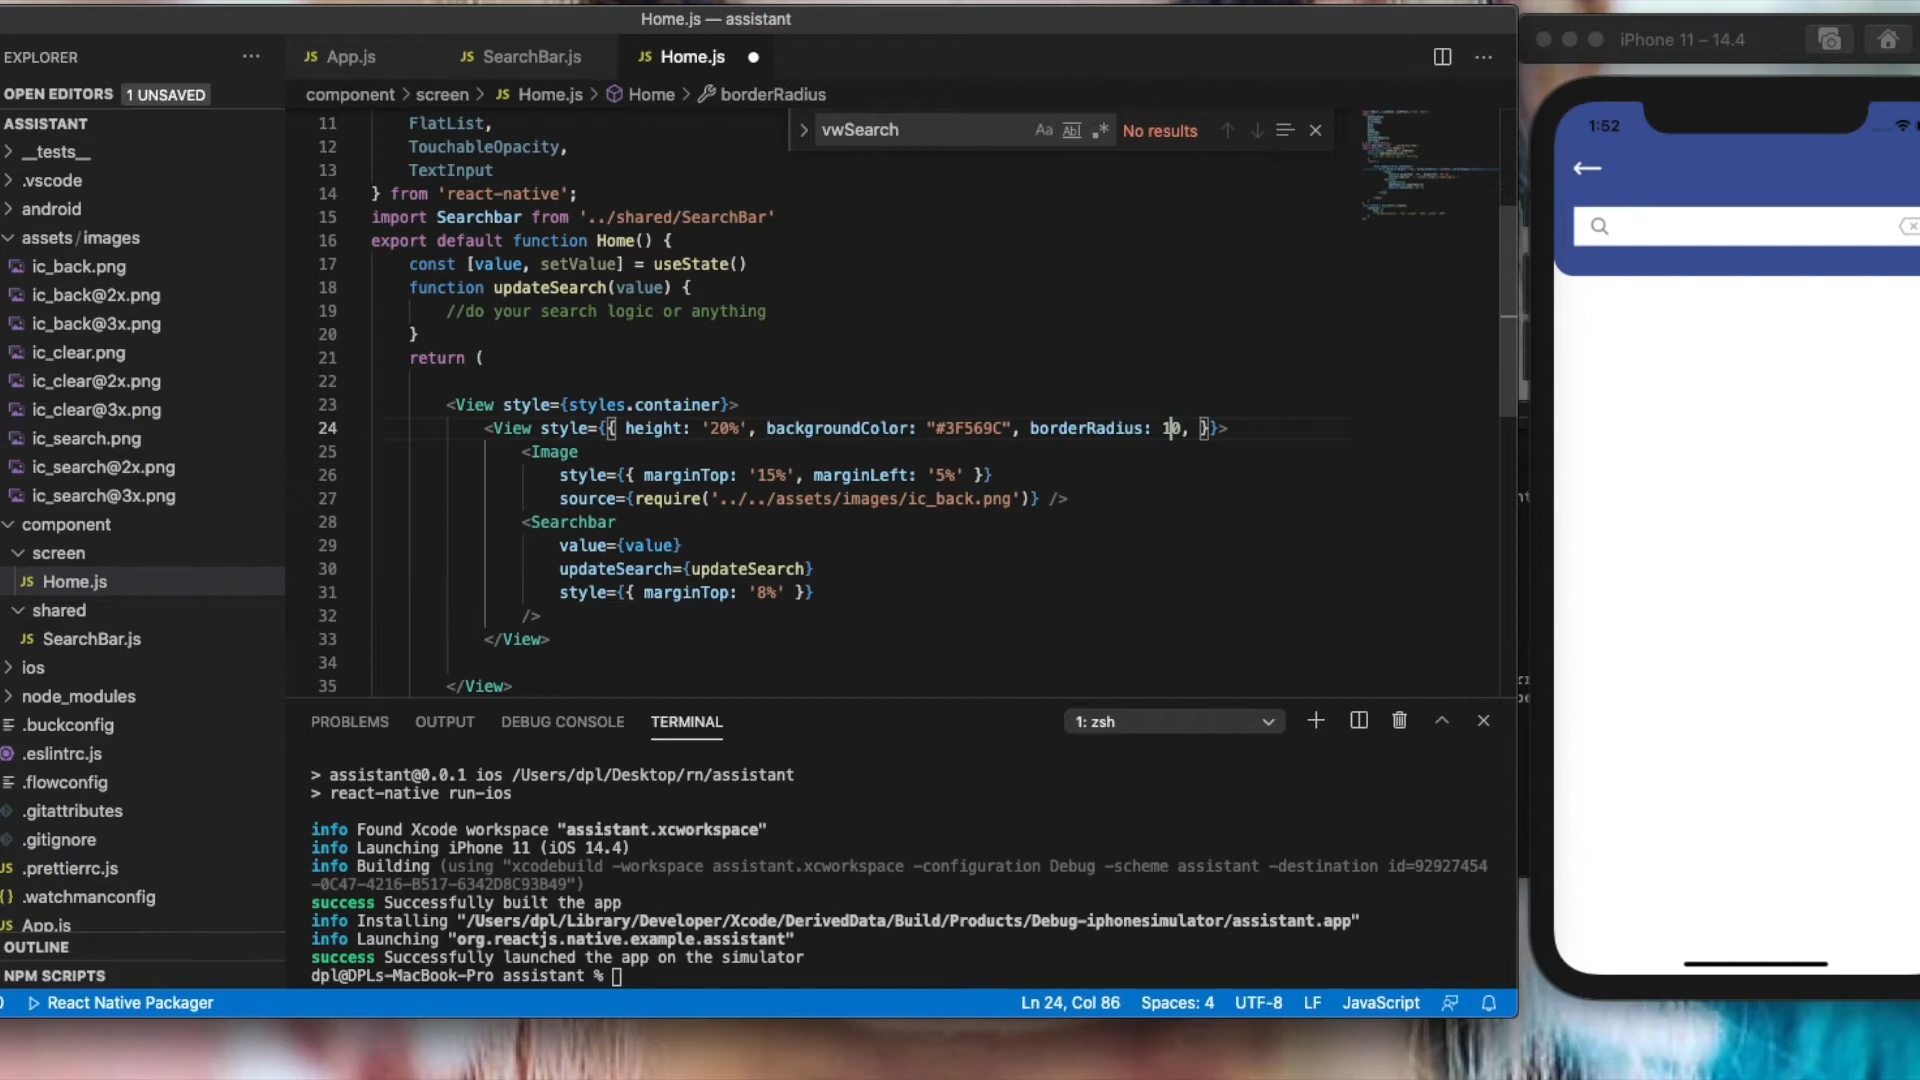 Home.js — assistant
EXPLORER
OPEN EDITORS 1 UNSAVED
ASSISTANT
__tests__
.vscode
android
assets/images
ic_back.png
ic_back@2x.png
ic_back@3x.png
ic_clear.png
ic_clear@2x.png
ic_clear@3x.png
ic_search.png
ic_search@2x.png
ic_search@3x.png
component
screen
JS Home.js
shared
JS SearchBar.js
ios
node_modules
.buckconfig
.eslintrc.js
.flowconfig
.gitattributes
.gitignore
JS .prettierrc.js
{} .watchmanconfig
JS App.js
OUTLINE
NPM SCRIPTS
JS App.js JS SearchBar.js JS Home.js
component > screen > JS Home.js > Home > borderRadius
vwSearch Aa Abl .* No results
11 FlatList,
12 TouchableOpacity,
13 TextInput
14 } from 'react-native';
15 import Searchbar from '../shared/SearchBar'
16 export default function Home() {
17 const [value, setValue] = useState()
18 function updateSearch(value) {
19 //do your search logic or anything
20 }
21 return (
22
23 <View style={styles.container}>
24 <View style={{ height: '20%', backgroundColor: "#3F569C", borderRadius: 10, }}>
25 <Image
26 style={{ marginTop: '15%', marginLeft: '5%' }}
27 source={require('../../assets/images/ic_back.png')} />
28 <Searchbar
29 value={value}
30 updateSearch={updateSearch}
31 style={{ marginTop: '8%' }}
32 />
33 </View>
34
35 </View>
PROBLEMS OUTPUT DEBUG CONSOLE TERMINAL 1: zsh
> assistant@0.0.1 ios /Users/dpl/Desktop/rn/assistant
> react-native run-ios
info Found Xcode workspace "assistant.xcworkspace"
info Launching iPhone 11 (iOS 14.4)
info Building (using "xcodebuild -workspace assistant.xcworkspace -configuration Debug -scheme assistant -destination id=92927454
-0C47-4216-B517-6342D8C93B49")
success Successfully built the app
info Installing "/Users/dpl/Library/Developer/Xcode/DerivedData/Build/Products/Debug-iphonesimulator/assistant.app"
info Launching "org.reactjs.native.example.assistant"
success Successfully launched the app on the simulator
dpl@DPLs-MacBook-Pro assistant %
0 React Native Packager Ln 24, Col 86 Spaces: 4 UTF-8 LF JavaScript
iPhone 11 – 14.4
1:52